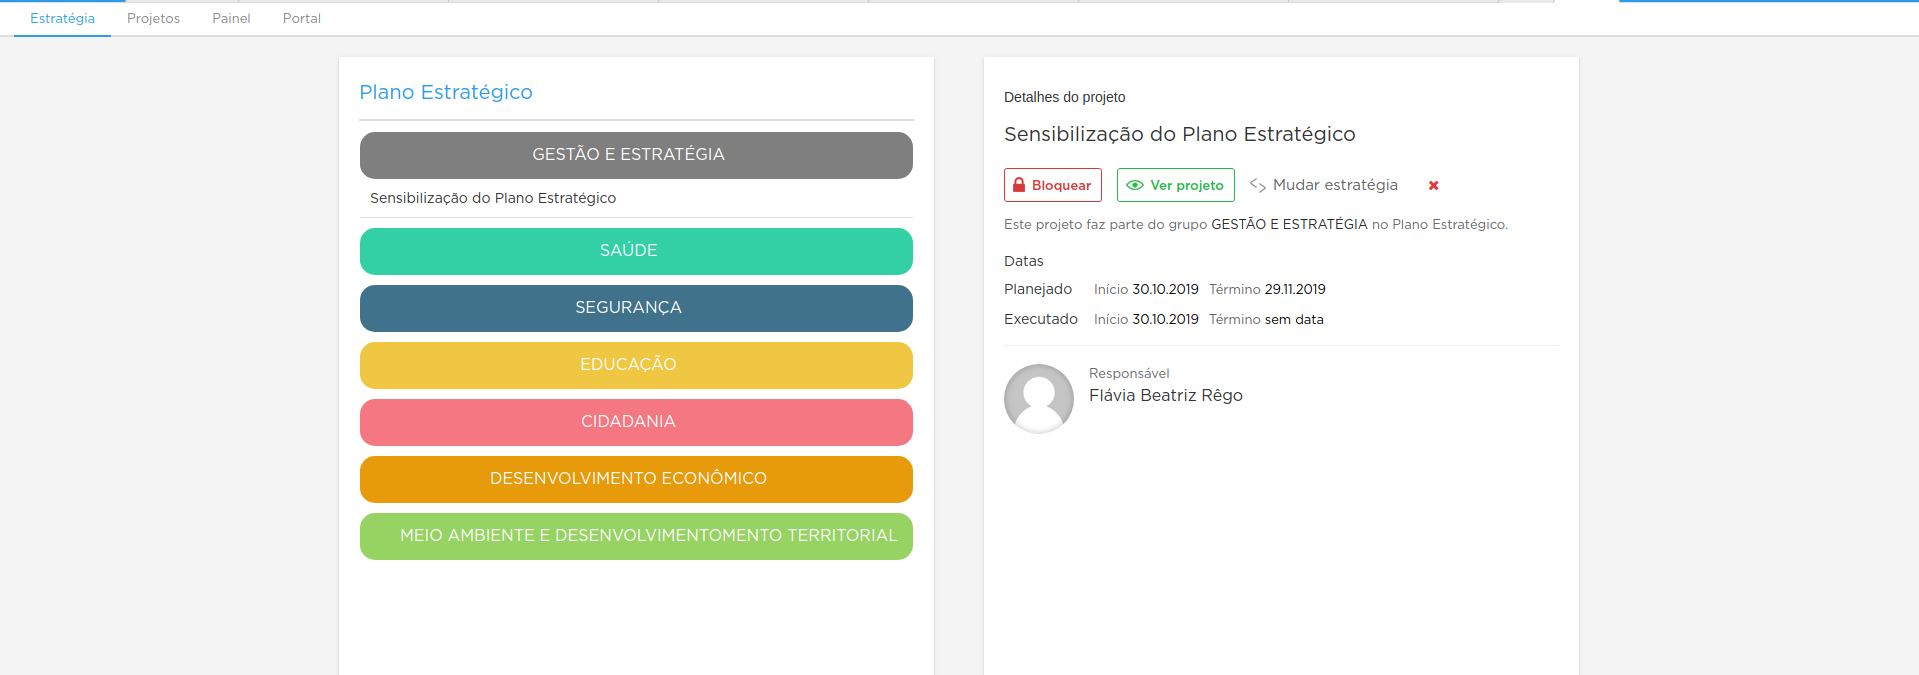 Estratégia Projetos Painel Portal
Plano Estratégico
GESTÃO E ESTRATÉGIA
Sensibilização do Plano Estratégico
SAÚDE
SEGURANÇA
EDUCAÇÃO
CIDADANIA
DESENVOLVIMENTO ECONÔMICO
MEIO AMBIENTE E DESENVOLVIMENTOMENTO TERRITORIAL
Detalhes do projeto
Sensibilização do Plano Estratégico
Bloquear Ver projeto Mudar estratégia
Este projeto faz parte do grupo GESTÃO E ESTRATÉGIA no Plano Estratégico.
Datas
Planejado Início 30.10.2019 Término 29.11.2019
Executado Início 30.10.2019 Término sem data
Responsável
Flávia Beatriz Rêgo